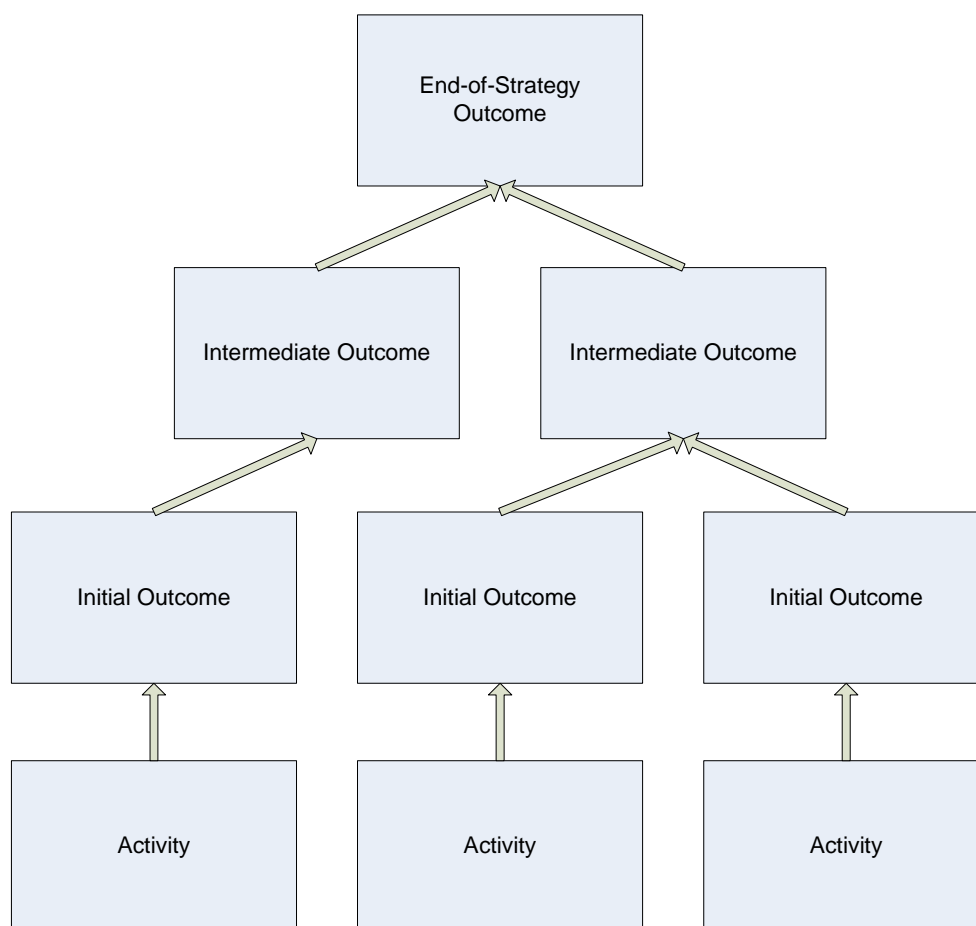 End-of-Strategy
Outcome
Intermediate Outcome
Intermediate Outcome
Initial Outcome
Initial Outcome
Initial Outcome
Activity
Activity
Activity